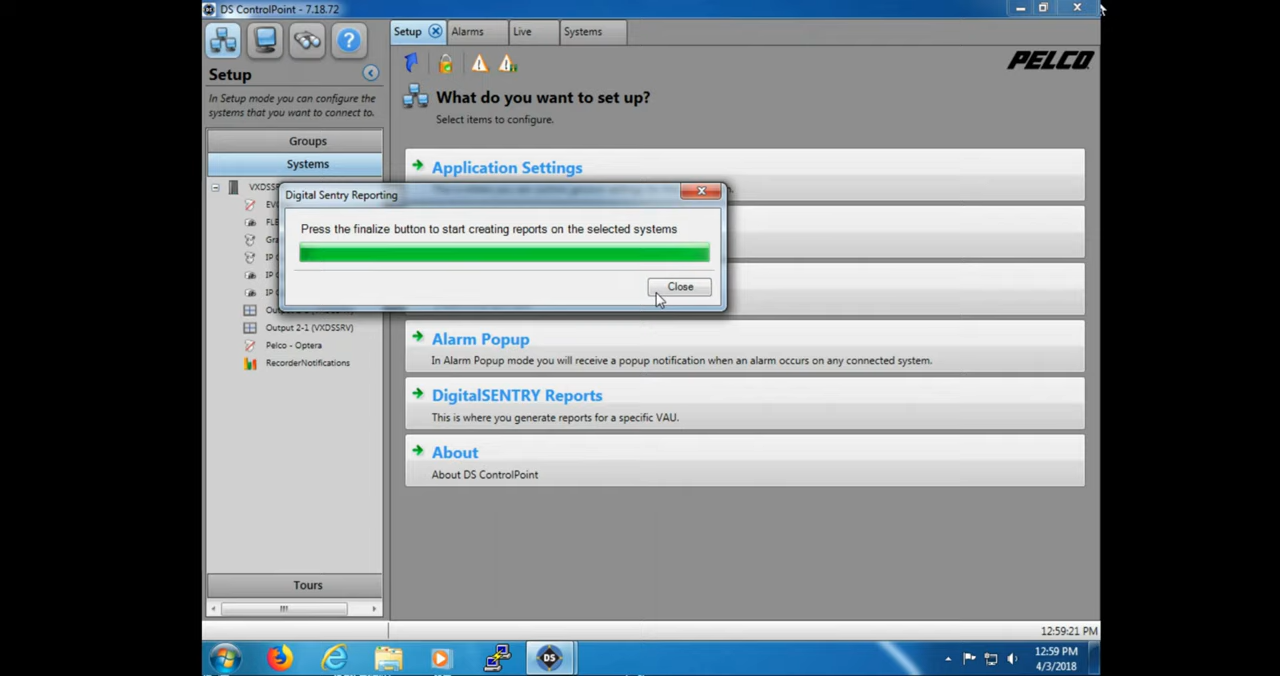 DS ControlPoint - 7.18.72
Setup
Alarms
Live
Systems
PELCO
Setup
In Setup mode you can configure the
systems that you want to connect to.
Groups
Systems
Tours
What do you want to set up?
Select items to configure.
Application Settings
Digital Sentry Reporting
Press the finalize button to start creating reports on the selected systems
Close
Output 2-1 (VXDSSRV)
Pelco - Optera
RecorderNotifications
Alarm Popup
In Alarm Popup mode you will receive a popup notification when an alarm occurs on any connected system.
DigitalSENTRY Reports
This is where you generate reports for a specific VAU.
About
About DS ControlPoint
12:59:21 PM
DS
12:59 PM
4/3/2018